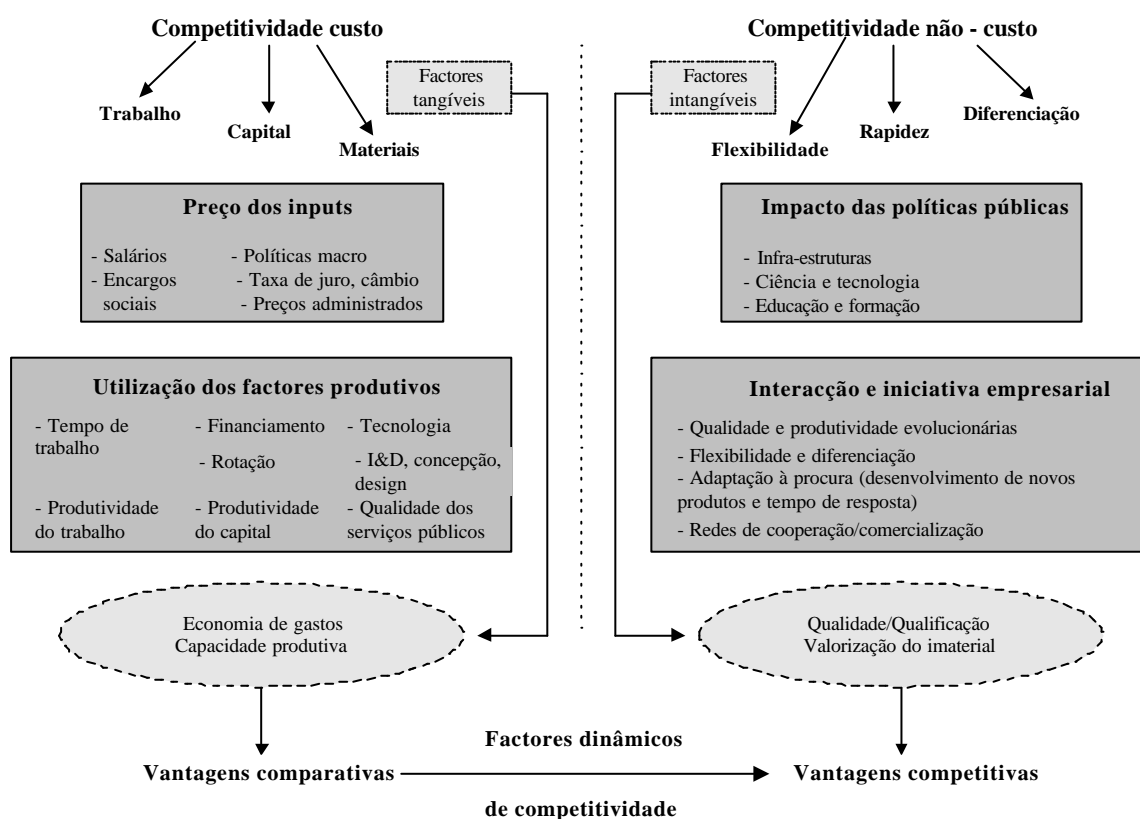 Competitividade custo
Factores
tangíveis
Trabalho
Capital
Materiais
Preço dos inputs
- Salários
- Políticas macro
- Encargos
sociais
- Taxa de juro, câmbio
- Preços administrados
Utilização dos factores produtivos
- Tempo de
trabalho
- Financiamento
- Tecnologia
- Rotação
- I&D, concepção,
design
- Produtividade
do trabalho
- Produtividade
do capital
- Qualidade dos
serviços públicos
Economia de gastos
Capacidade produtiva
Vantagens comparativas
Competitividade não - custo
Factores
intangíveis
Flexibilidade
Rapidez
Diferenciação
Impacto das políticas públicas
- Infra-estruturas
- Ciência e tecnologia
- Educação e formação
Interacção e iniciativa empresarial
- Qualidade e produtividade evolucionárias
- Flexibilidade e diferenciação
- Adaptação à procura (desenvolvimento de novos
produtos e tempo de resposta)
- Redes de cooperação/comercialização
Qualidade/Qualificação
Valorização do imaterial
Factores dinâmicos
de competitividade
Vantagens competitivas